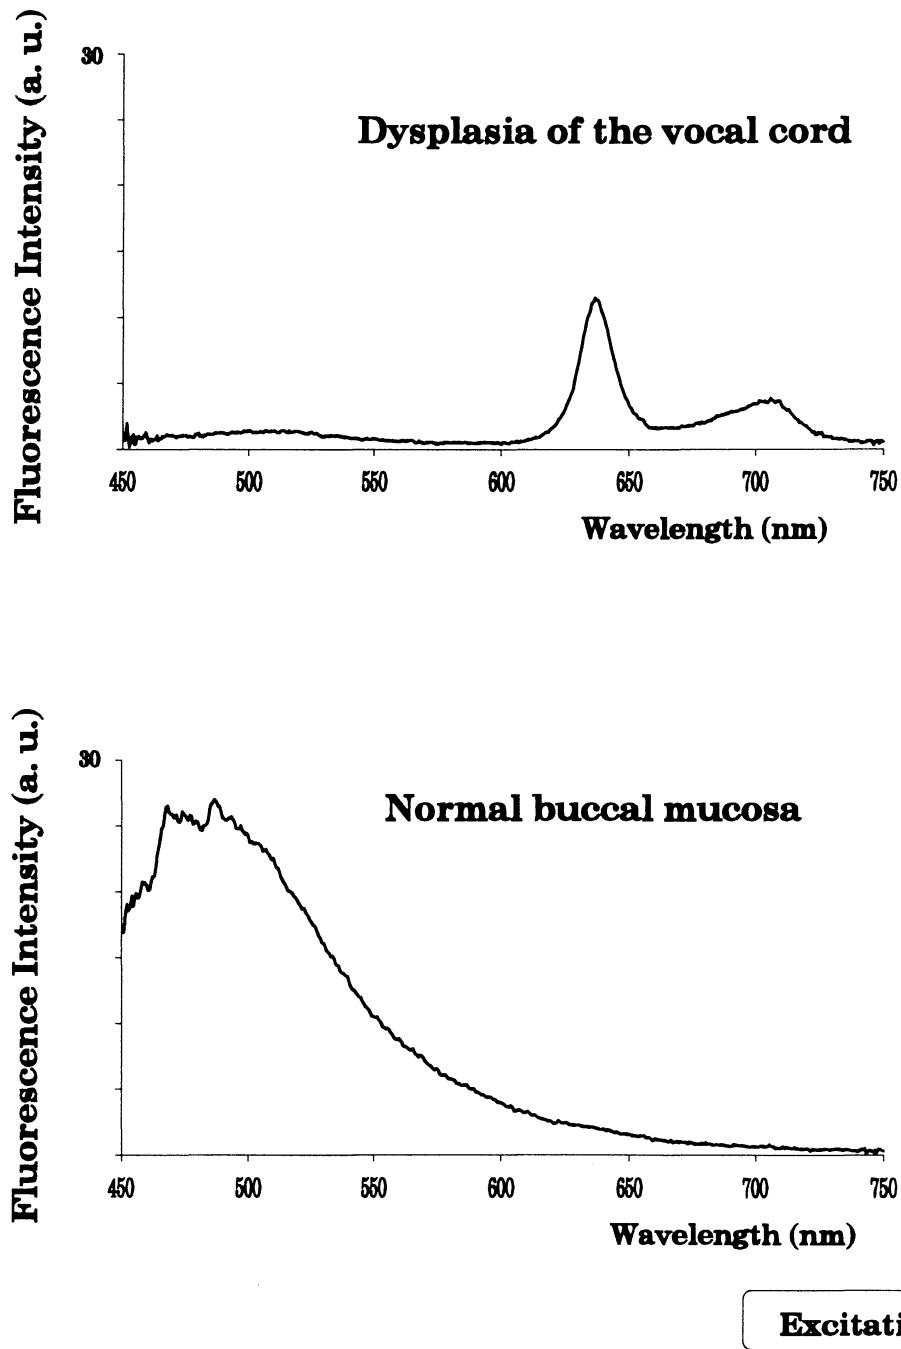 Fluorescence Intensity (a. u.)
30
Dysplasia of the vocal cord
450 500 550 600 650 700 750
Wavelength (nm)
Fluorescence Intensity (a. u.)
30
Normal buccal mucosa
450 500 550 600 650 700 750
Wavelength (nm)
Excitati